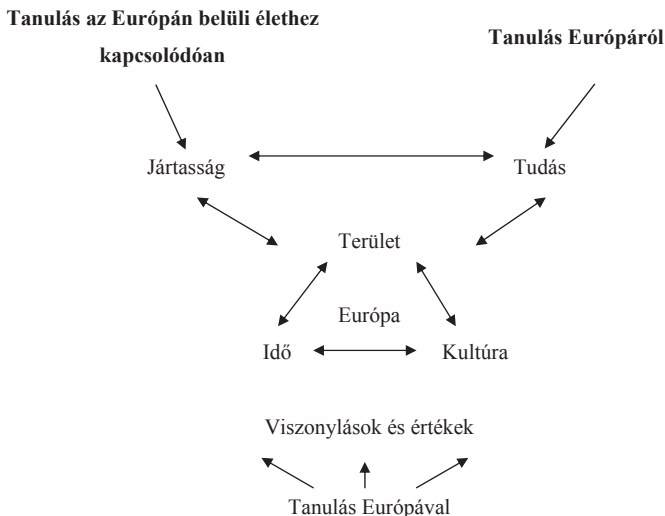 Tanulás az Európán belüli élethez
kapcsolódóan
Tanulás Európáról
Jártasság
Tudás
Terület
Európa
Idő
Kultúra
Viszonylások és értékek
Tanulás Európával